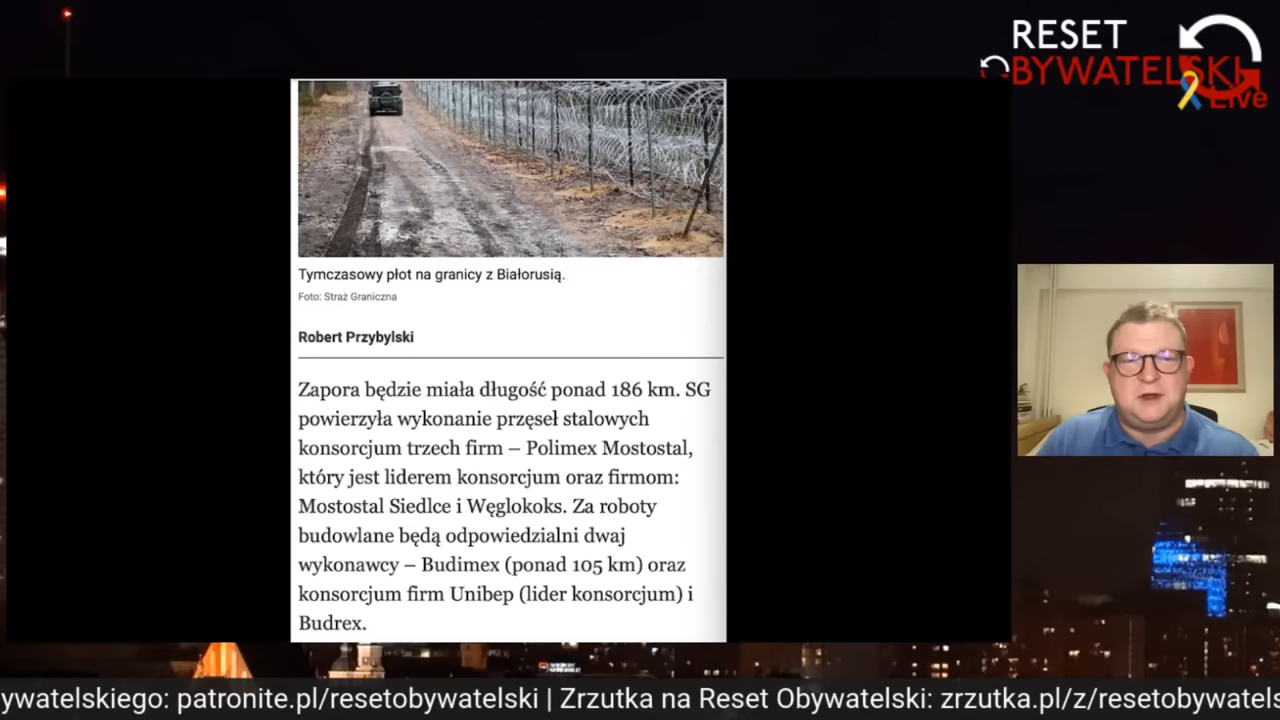 RESET
OBYWATELSKI
Live
Tymczasowy płot na granicy z Białorusią.
Foto: Straż Graniczna
Robert Przybylski
Zapora będzie miała długość ponad 186 km. SG
powierzyła wykonanie przęseł stalowych
konsorcjum trzech firm – Polimex Mostostal,
który jest liderem konsorcjum oraz firmom:
Mostostal Siedlce i Węglokoks. Za roboty
budowlane będą odpowiedzialni dwaj
wykonawcy – Budimex (ponad 105 km) oraz
konsorcjum firm Unibep (lider konsorcjum) i
Budrex.
ywatelskiego: patronite.pl/resetobywatelski | Zrzutka na Reset Obywatelski: zrzutka.pl/z/resetobywatels